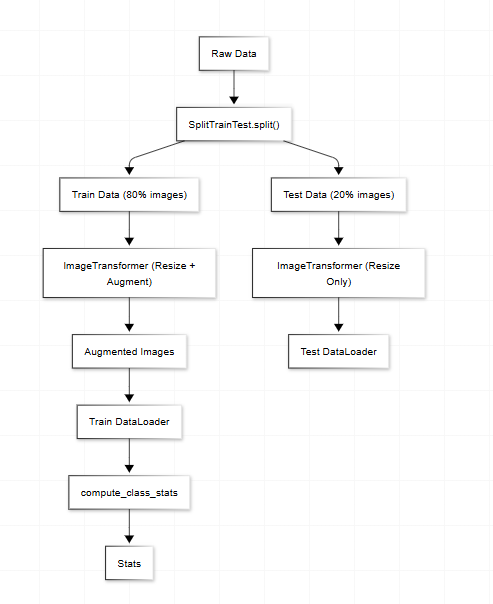 Raw Data
SplitTrainTest.split()
Train Data (80% images)
Test Data (20% images)
ImageTransformer (Resize +
Augment)
ImageTransformer (Resize
Only)
Augmented Images
Test DataLoader
Train DataLoader
compute_class_stats
Stats